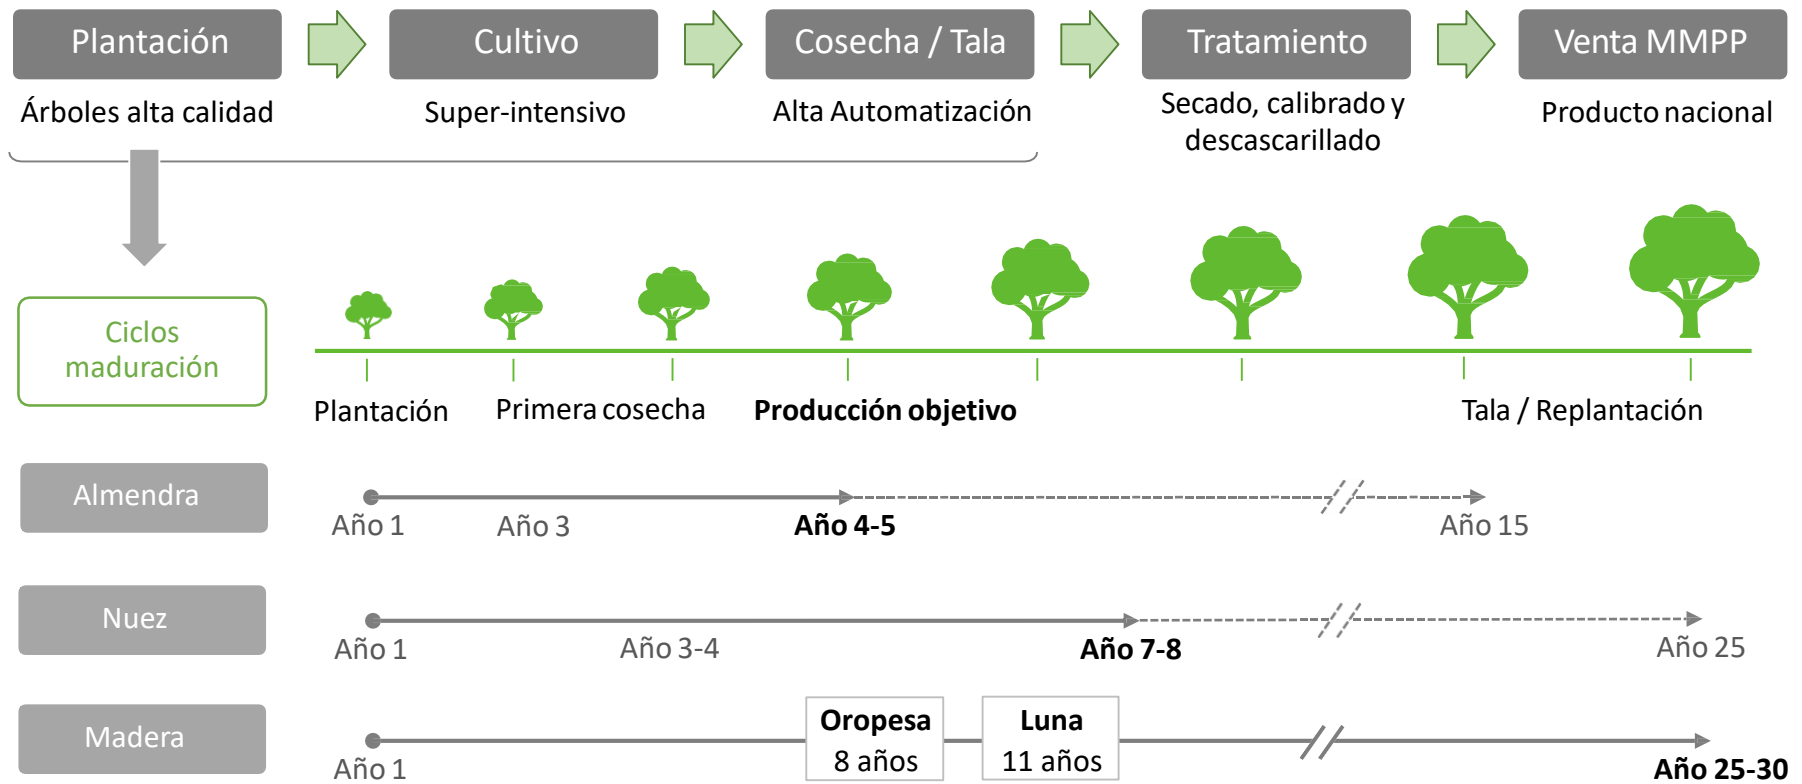 Plantación
Cultivo
Cosecha / Tala
Tratamiento
Venta MMPP
Árboles alta calidad
Super-intensivo
Alta Automatización
Secado, calibrado y
descascarillado
Producto nacional
Ciclos
maduración
Plantación
Primera cosecha
Producción objetivo
Tala / Replantación
Almendra
Año 1
Año 3
Año 4-5
Año 15
Nuez
Año 1
Año 3-4
Año 7-8
Año 25
Madera
Año 1
Oropesa
8 años
Luna
11 años
Año 25-30